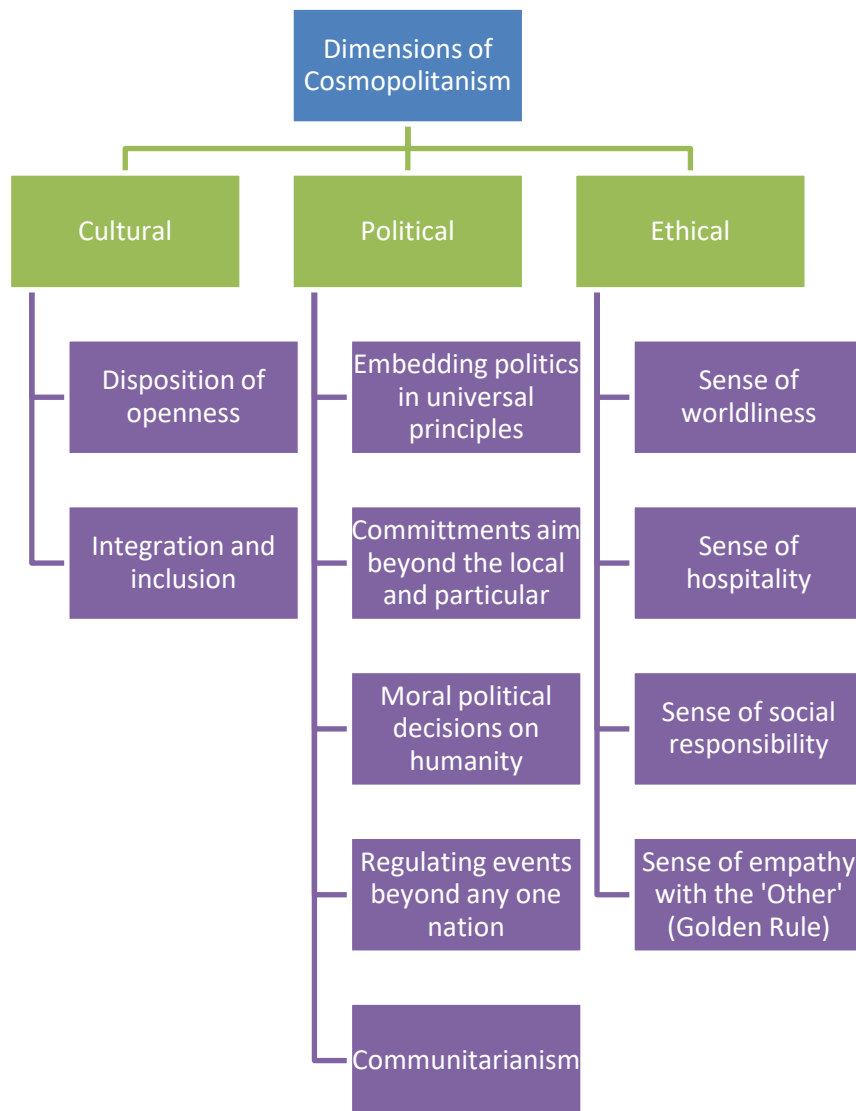 Dimensions of
Cosmopolitanism
Cultural
Political
Ethical
Disposition of
openness
Integration and
inclusion
Embedding politics
in universal
principles
Committments aim
beyond the local
and particular
Moral political
decisions on
humanity
Regulating events
beyond any one
nation
Communitarianism
Sense of
worldliness
Sense of
hospitality
Sense of social
responsibility
Sense of empathy
with the 'Other'
(Golden Rule)